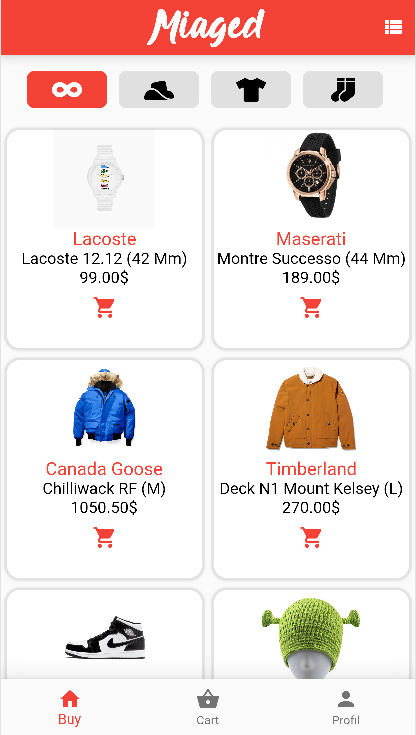 Miaged
Lacoste
Lacoste 12.12 (42 Mm)
99.00$
Maserati
Montre Successo (44 Mm)
189.00$
Canada Goose
Chilliwack RF (M)
1050.50$
Timberland
Deck N1 Mount Kelsey (L)
270.00$
Buy
Cart
Profil